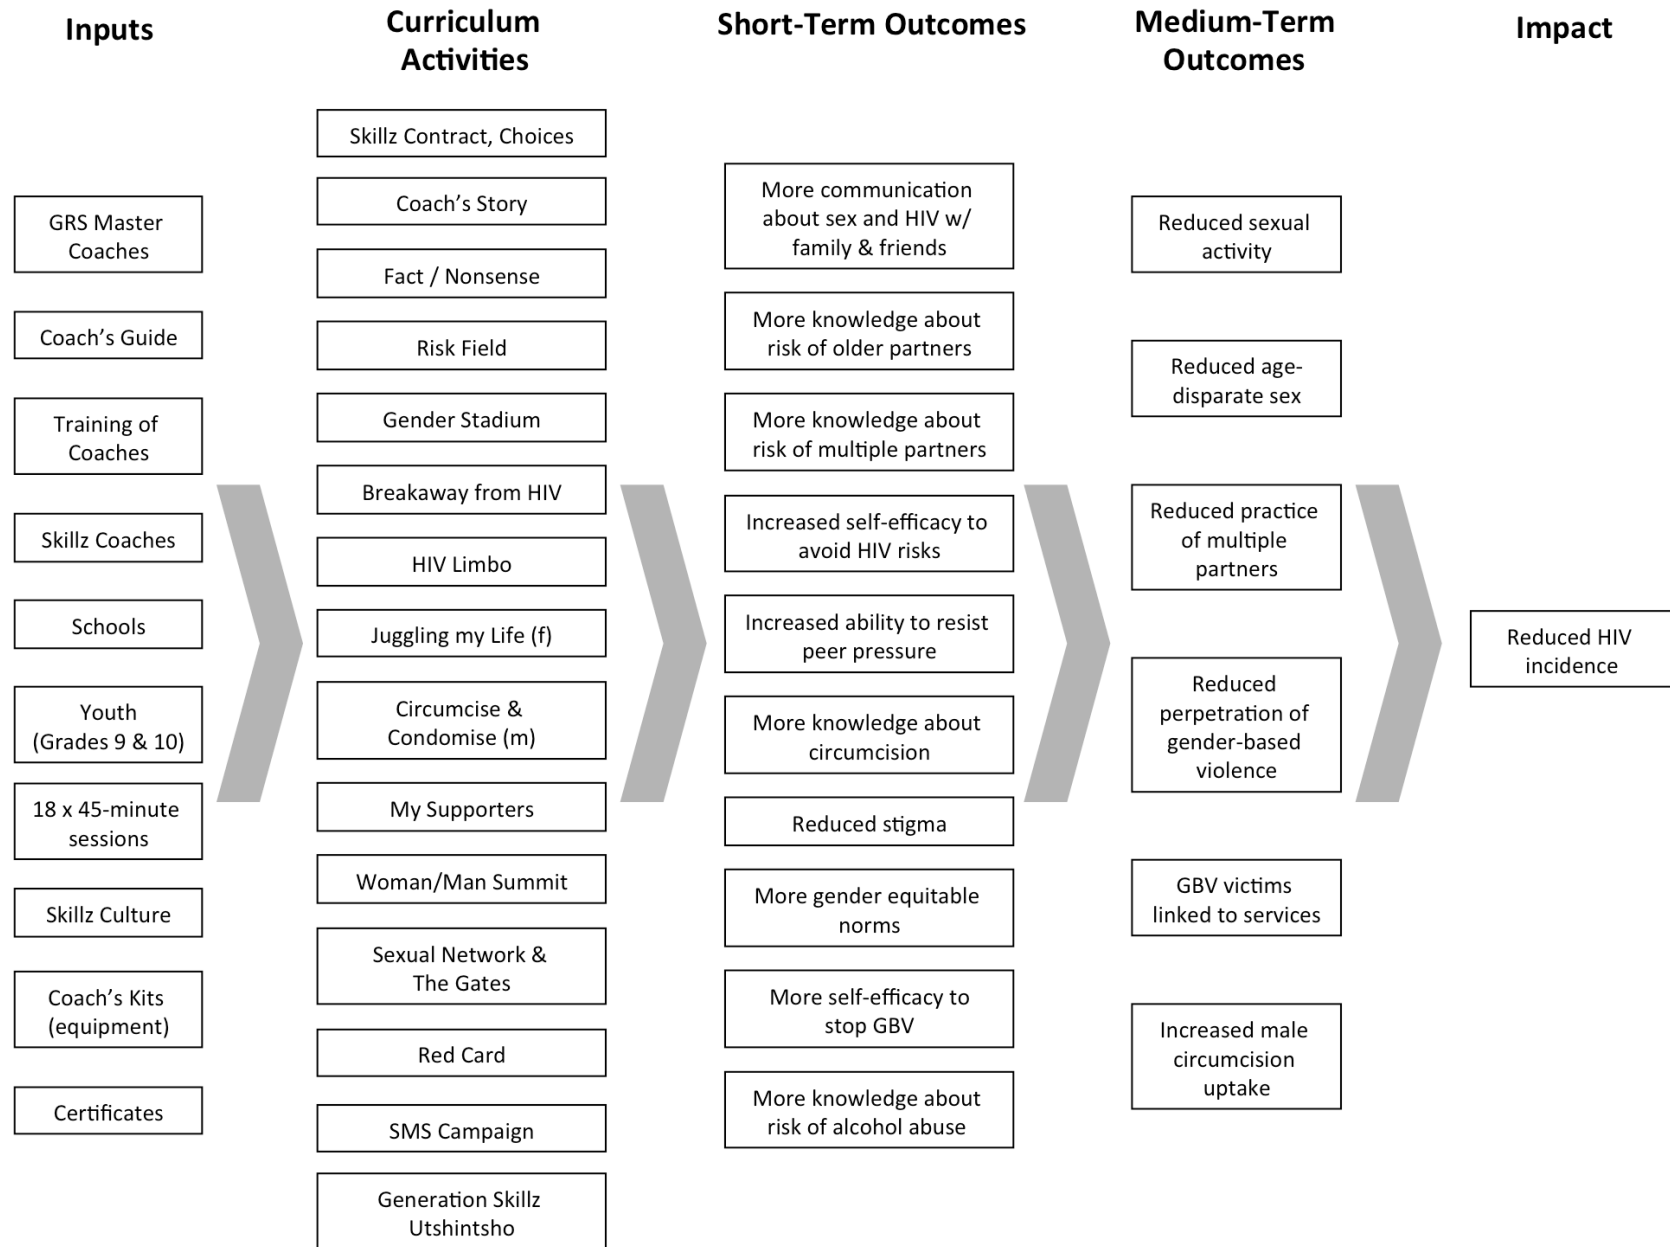 Inputs
GRS Master
Coaches
Coach’s Guide
Training of
Coaches
Skillz Coaches
Schools
Youth
(Grades 9 & 10)
18 x 45-minute
sessions
Skillz Culture
Coach’s Kits
(equipment)
Certificates
Curriculum
Activities
Skillz Contract, Choices
Coach’s Story
Fact / Nonsense
Risk Field
Gender Stadium
Breakaway from HIV
HIV Limbo
Juggling my Life (f)
Circumcise &
Condomise (m)
My Supporters
Woman/Man Summit
Sexual Network &
The Gates
Red Card
SMS Campaign
Generation Skillz
Utshintsho
Short-Term Outcomes
More communication
about sex and HIV w/
family & friends
More knowledge about
risk of older partners
More knowledge about
risk of multiple partners
Increased self-efficacy to
avoid HIV risks
Increased ability to resist
peer pressure
More knowledge about
circumcision
Reduced stigma
More gender equitable
norms
More self-efficacy to
stop GBV
More knowledge about
risk of alcohol abuse
Medium-Term
Outcomes
Reduced sexual
activity
Reduced age-
disparate sex
Reduced practice
of multiple
partners
Reduced
perpetration of
gender-based
violence
GBV victims
linked to services
Increased male
circumcision
uptake
Impact
Reduced HIV
incidence